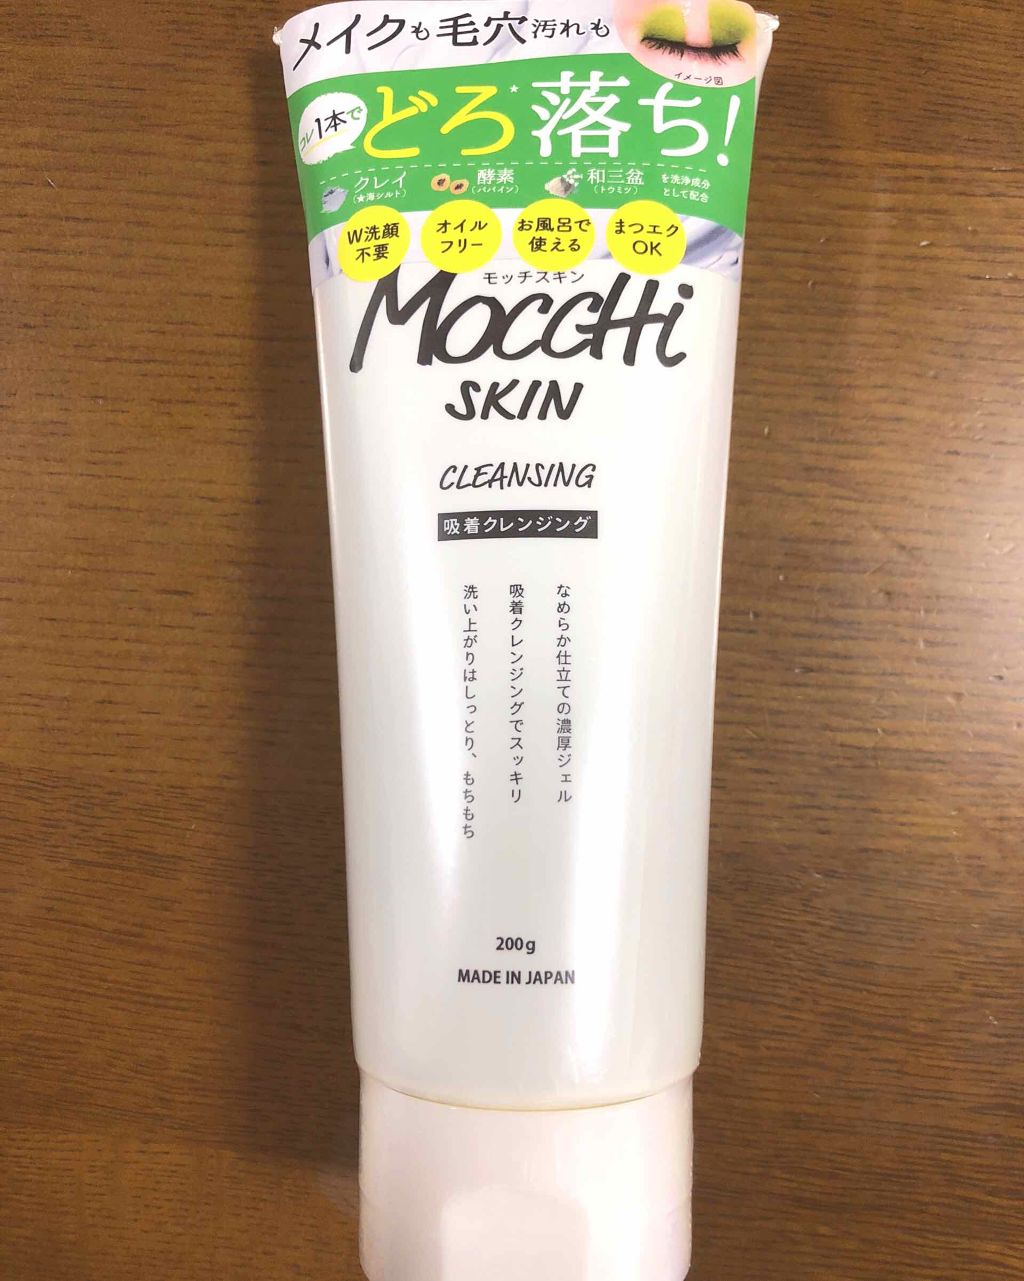 メイクも毛穴汚れも
イメージ図
コレ1本で
どろ★落ち!
クレイ
(★海シルト)
酵素
(パパイン)
和三盆
(トウミツ)
を洗浄成分
として配合
W洗顔
不要
オイル
フリー
お風呂で
使える
まつエク
OK
モッチスキン
MOCCHi
SKIN
CLEANSING
吸着クレンジング
なめらか仕立ての濃厚ジェル
吸着クレンジングでスッキリ
洗い上がりはしっとり、もちもち
200g
MADE IN JAPAN